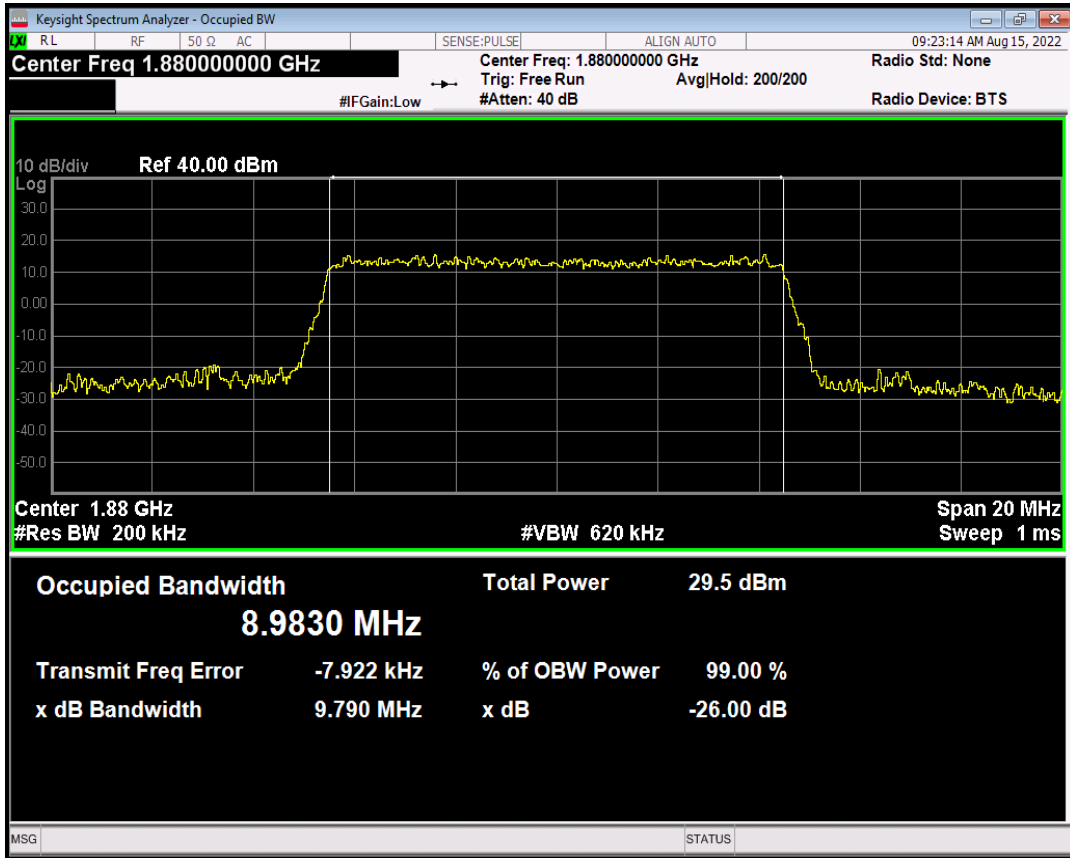 Keysight Spectrum Analyzer - Occupied BW
LXI RL RF 50 Ω AC SENSE:PULSE ALIGN AUTO 09:23:14 AM Aug 15, 2022
Center Freq 1.880000000 GHz Center Freq: 1.880000000 GHz Radio Std: None
Trig: Free Run Avg|Hold: 200/200
#IFGain:Low #Atten: 40 dB Radio Device: BTS
10 dB/div Ref 40.00 dBm
Log
30.0
20.0
10.0
0.00
-10.0
-20.0
-30.0
-40.0
-50.0
Center 1.88 GHz Span 20 MHz
#Res BW 200 kHz #VBW 620 kHz Sweep 1 ms
Occupied Bandwidth Total Power 29.5 dBm
8.9830 MHz
Transmit Freq Error -7.922 kHz % of OBW Power 99.00 %
x dB Bandwidth 9.790 MHz x dB -26.00 dB
MSG STATUS